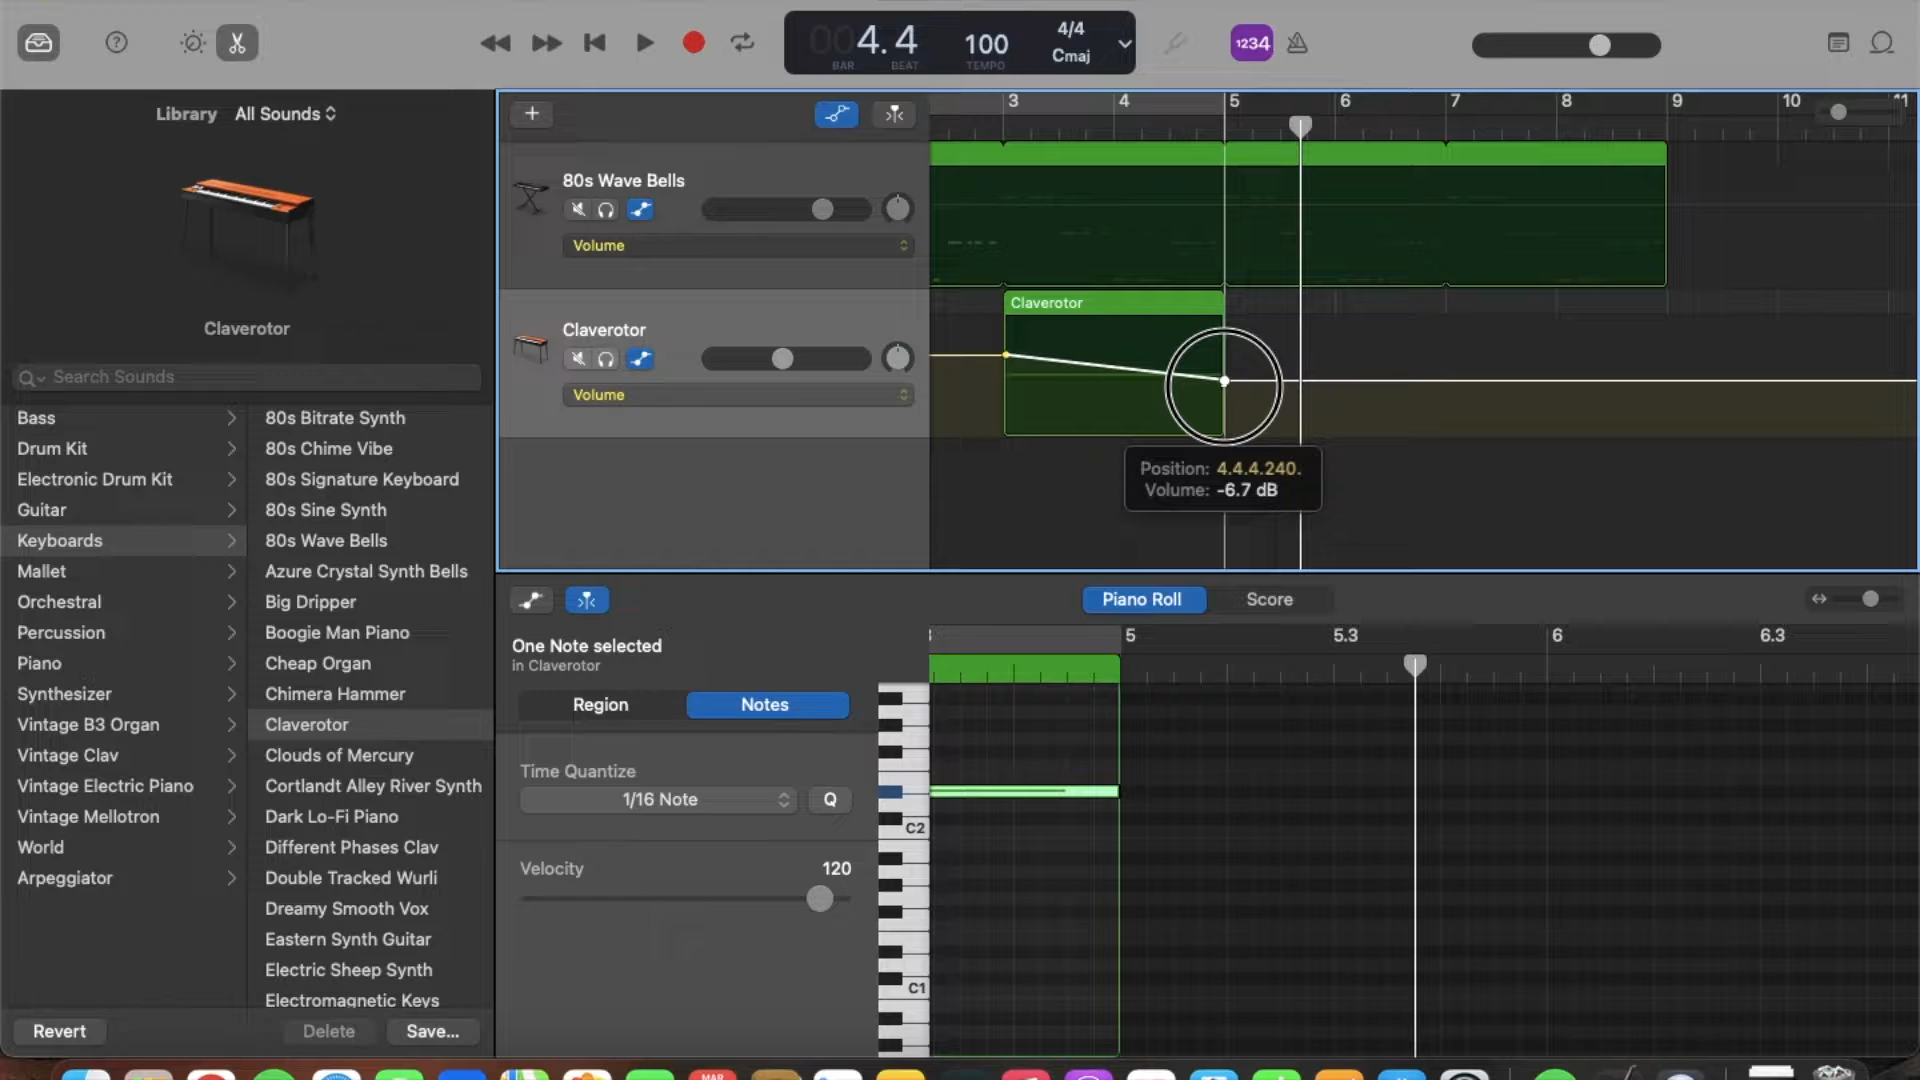 004.4
BAR
BEAT
100
TEMPO
4/4
Cmaj
1234
Library All Sounds
Claverotor
Search Sounds
Bass
Drum Kit
Electronic Drum Kit
Guitar
Keyboards
Mallet
Orchestral
Percussion
Piano
Synthesizer
Vintage B3 Organ
Vintage Clav
Vintage Electric Piano
Vintage Mellotron
World
Arpeggiator
80s Bitrate Synth
80s Chime Vibe
80s Signature Keyboard
80s Sine Synth
80s Wave Bells
Azure Crystal Synth Bells
Big Dripper
Boogie Man Piano
Cheap Organ
Chimera Hammer
Claverotor
Clouds of Mercury
Cortlandt Alley River Synth
Dark Lo-Fi Piano
Different Phases Clav
Double Tracked Wurli
Dreamy Smooth Vox
Eastern Synth Guitar
Electric Sheep Synth
Electromagnetic Keys
Revert
Delete
Save...
3 4 5 6 7 8 9 10 11
80s Wave Bells
Volume
Claverotor
Volume
Claverotor
Position: 4.4.4.240.
Volume: -6.7 dB
Piano Roll
Score
One Note selected
in Claverotor
Region
Notes
Time Quantize
1/16 Note
Q
Velocity
120
5 5.3 6 6.3
C2
C1
MAR